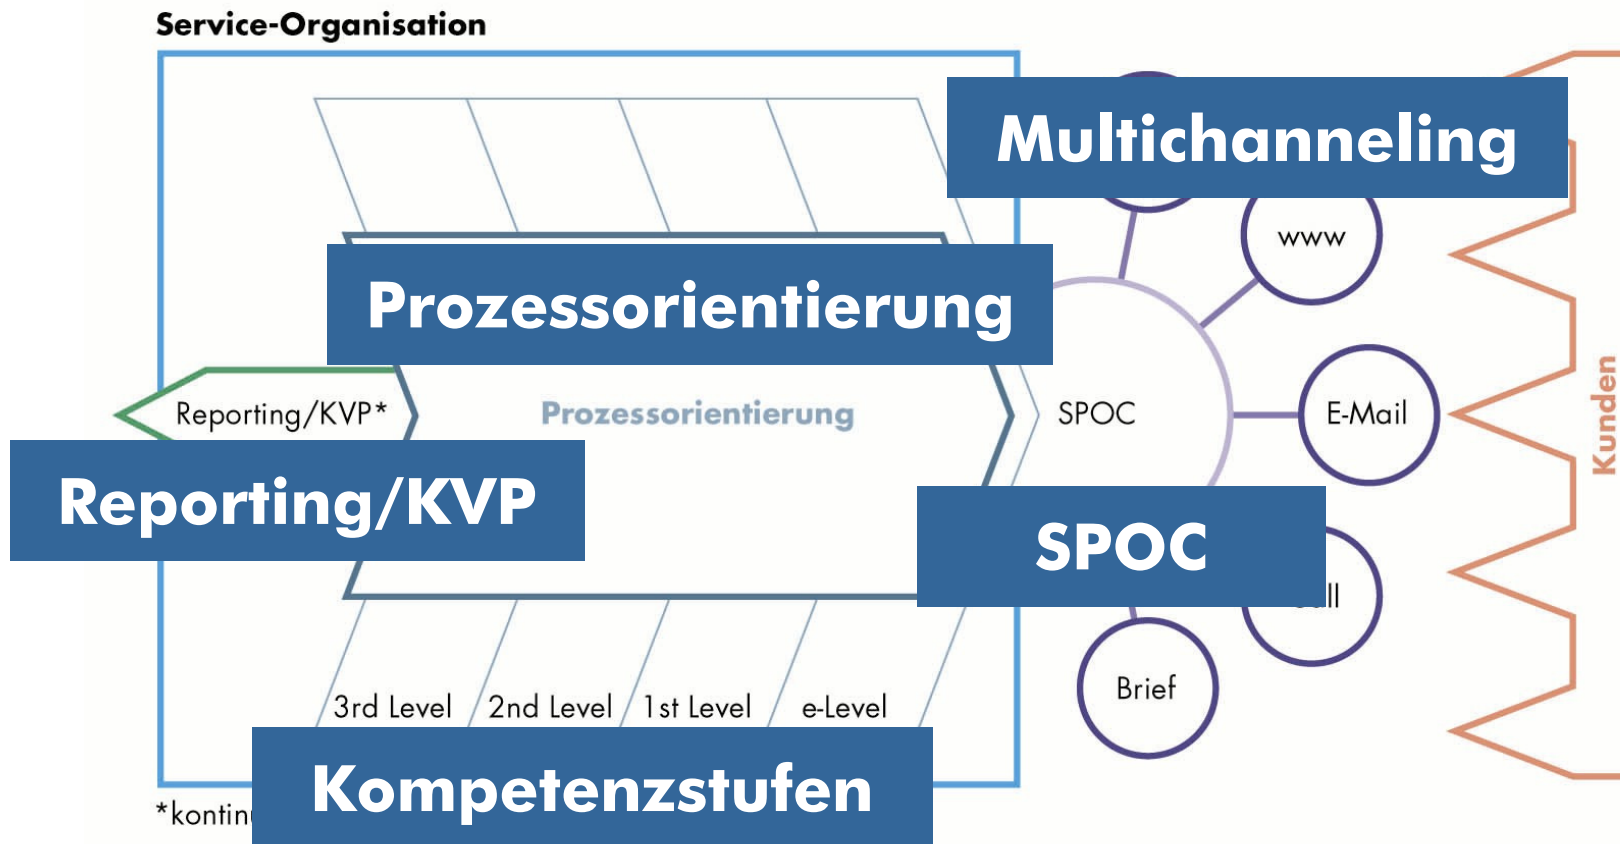 Service-Organisation
Multichanneling
www
Prozessorientierung
Reporting/KVP*
Prozessorientierung
SPOC
E-Mail
Kunden
Reporting/KVP
SPOC
Brief
3rd Level
2nd Level
1st Level
e-Level
Kompetenzstufen